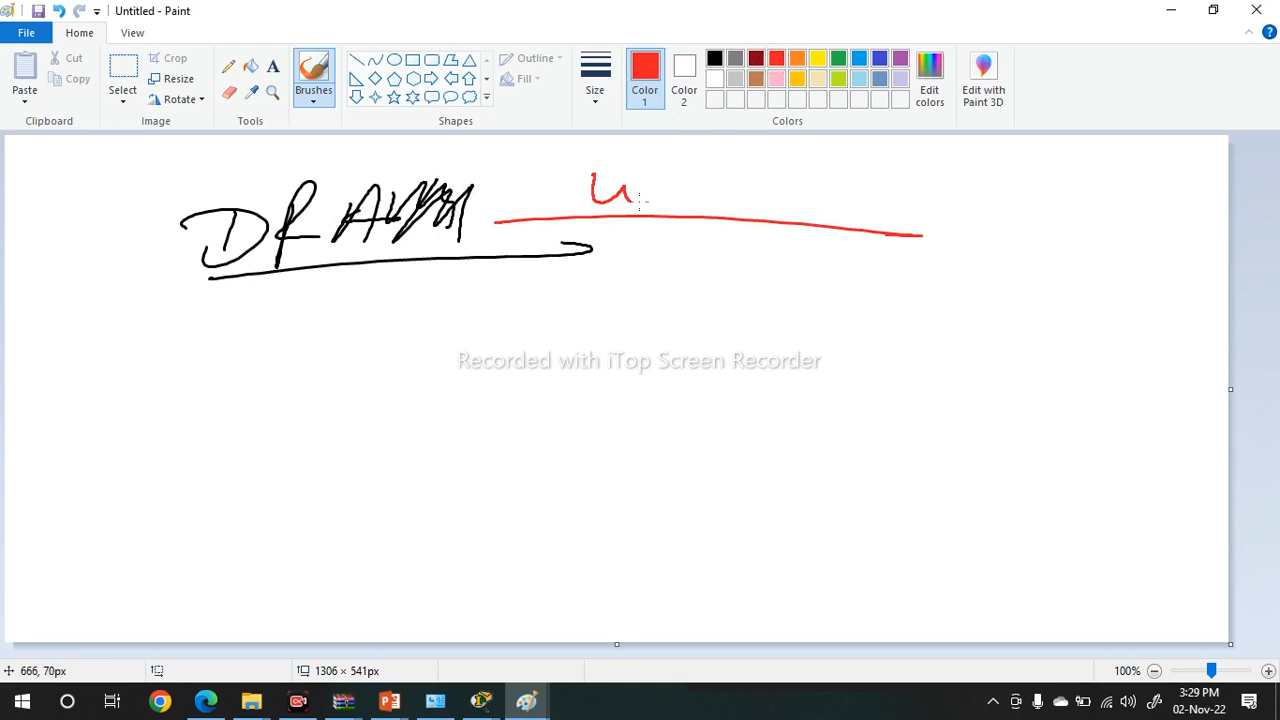 Untitled - Paint
File Home View
Paste Cut Copy Select Crop Resize Rotate Brushes Outline Fill Size Color 1 Color 2 Edit colors Edit with Paint 3D
Clipboard Image Tools Shapes Colors
Recorded with iTop Screen Recorder
666, 70px 1306 × 541px 100%
3:29 PM
02-Nov-22